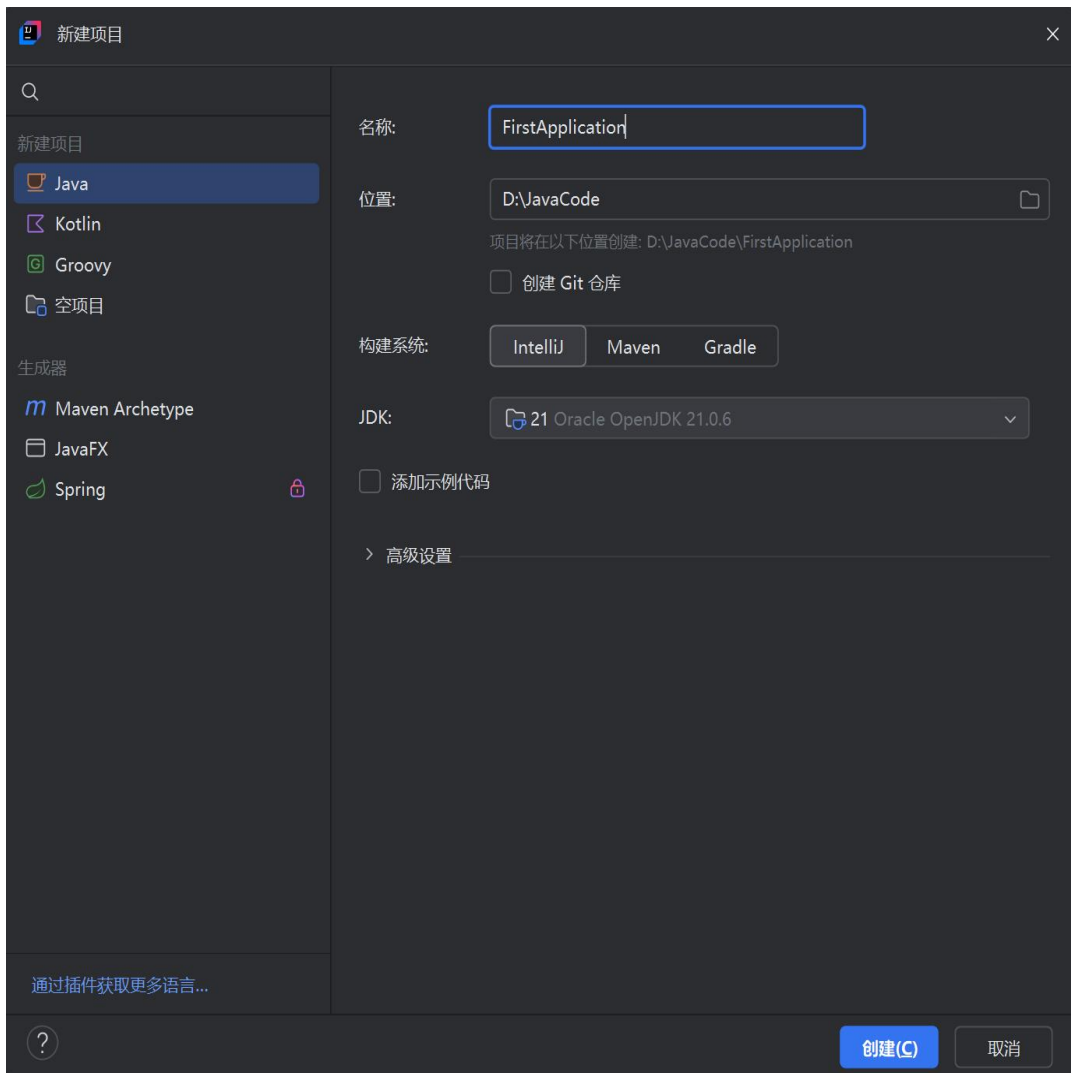 新建项目
新建项目
Java
Kotlin
Groovy
空项目
生成器
Maven Archetype
JavaFX
Spring
通过插件获取更多语言...
名称: FirstApplication
位置: D:\JavaCode
项目将在以下位置创建: D:\JavaCode\FirstApplication
创建 Git 仓库
构建系统: IntelliJ Maven Gradle
JDK: 21 Oracle OpenJDK 21.0.6
添加示例代码
高级设置
? 创建(C) 取消